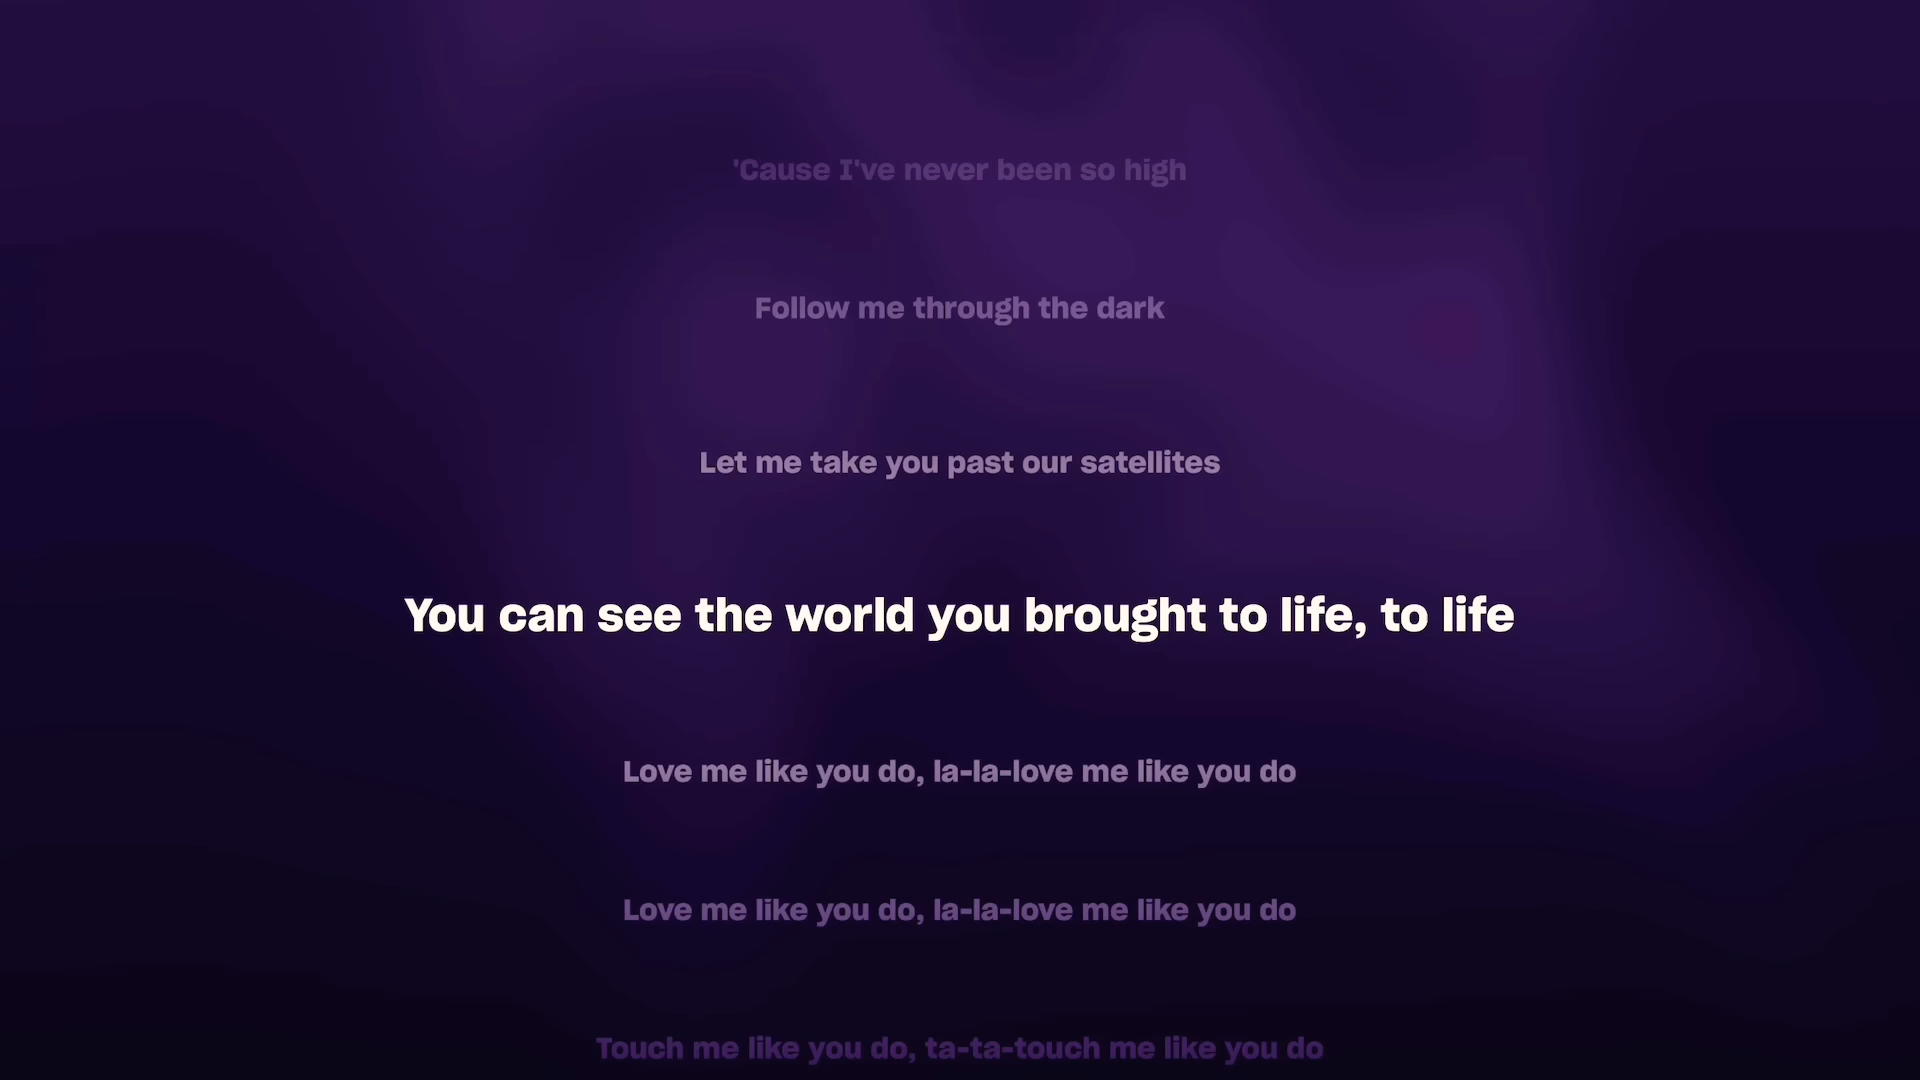 'Cause I've never been so high
Follow me through the dark
Let me take you past our satellites
You can see the world you brought to life, to life
Love me like you do, la-la-love me like you do
Love me like you do, la-la-love me like you do
Touch me like you do, ta-ta-touch me like you do